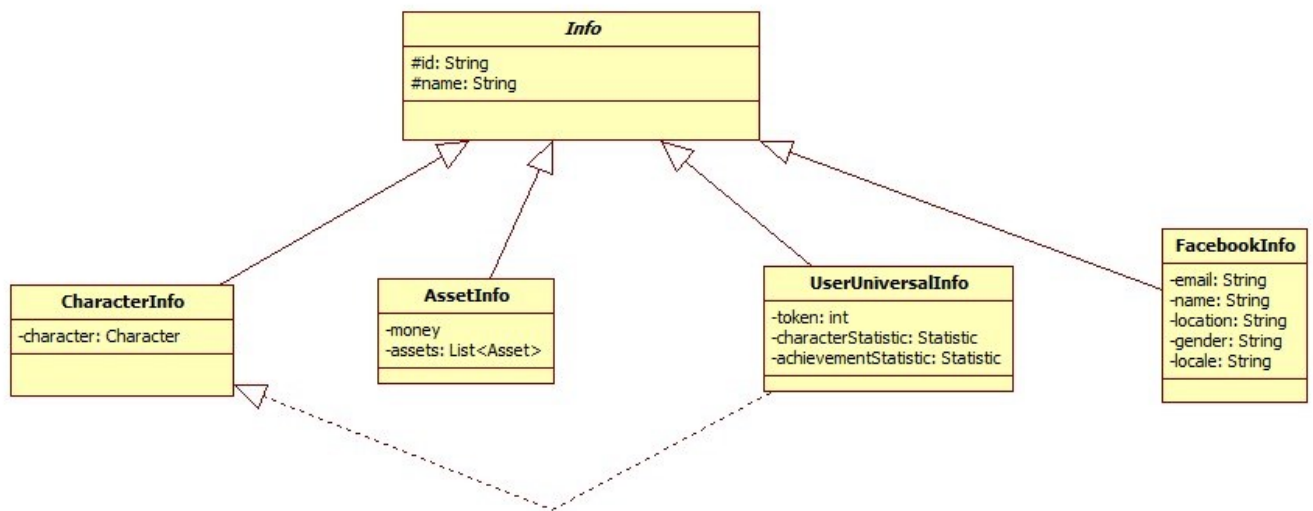 Info
#id: String
#name: String
CharacterInfo
-character: Character
AssetInfo
-money
-assets: List<Asset>
UserUniversalInfo
-token: int
-characterStatistic: Statistic
-achievementStatistic: Statistic
FacebookInfo
-email: String
-name: String
-location: String
-gender: String
-locale: String